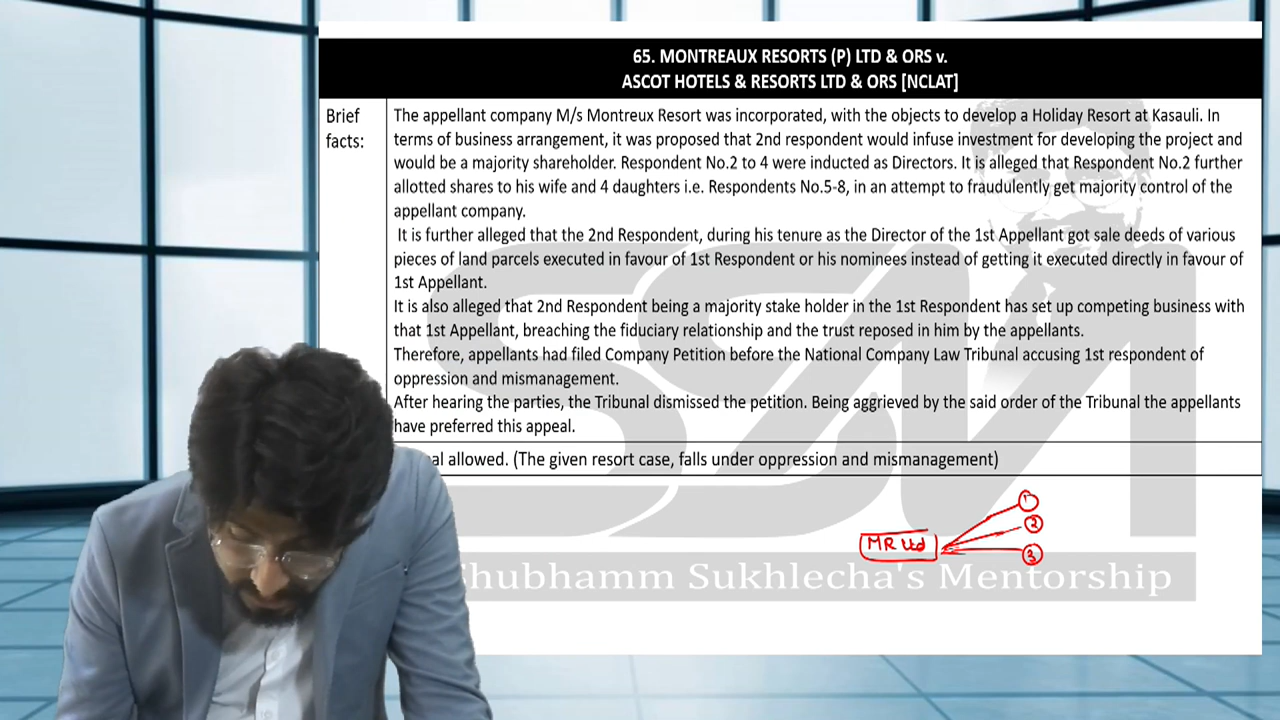 65. MONTREAUX RESORTS (P) LTD & ORS v.
ASCOT HOTELS & RESORTS LTD & ORS [NCLAT]
Brief
facts:
The appellant company M/s Montreux Resort was incorporated, with the objects to develop a Holiday Resort at Kasauli. In
terms of business arrangement, it was proposed that 2nd respondent would infuse investment for developing the project and
would be a majority shareholder. Respondent No.2 to 4 were inducted as Directors. It is alleged that Respondent No.2 further
allotted shares to his wife and 4 daughters i.e. Respondents No.5-8, in an attempt to fraudulently get majority control of the
appellant company.
It is further alleged that the 2nd Respondent, during his tenure as the Director of the 1st Appellant got sale deeds of various
pieces of land parcels executed in favour of 1st Respondent or his nominees instead of getting it executed directly in favour of
1st Appellant.
It is also alleged that 2nd Respondent being a majority stake holder in the 1st Respondent has set up competing business with
that 1st Appellant, breaching the fiduciary relationship and the trust reposed in him by the appellants.
Therefore, appellants had filed Company Petition before the National Company Law Tribunal accusing 1st respondent of
oppression and mismanagement.
After hearing the parties, the Tribunal dismissed the petition. Being aggrieved by the said order of the Tribunal the appellants
have preferred this appeal.
al allowed. (The given resort case, falls under oppression and mismanagement)
1
2
MR Ltd
3
SSM
Shubhamm Sukhlecha's Mentorship